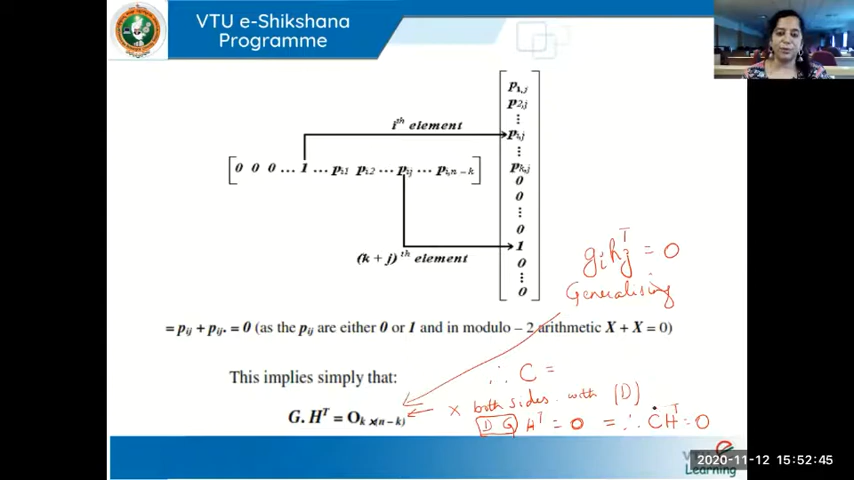 VTU e-Shikshana
Programme
i^th element
[ 0 0 0 ... 1 ... p_i1 p_i2 ... p_ij ... p_i,n-k ]
p_1,j
p_2,j
⋮
p_i,j
⋮
p_k,j
0
0
⋮
0
1
0
⋮
0
(k + j)^th element
g_i h_j^T = 0
Generalising
= p_ij + p_ij. = 0 (as the p_ij are either 0 or 1 and in modulo – 2 arithmetic X + X = 0)
This implies simply that:
∴ C =
× both sides with [D]
G. H^T = O_k x(n – k)
D G H^T = 0 = ∴ C H^T = 0
2020-11-12 15:52:45
Learning